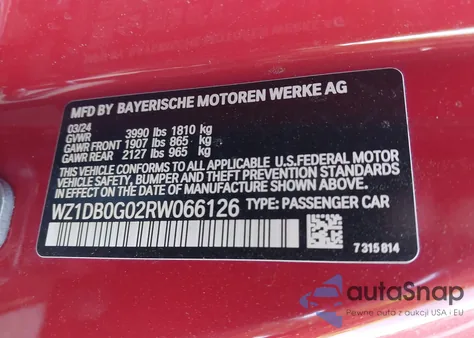 MFD BY BAYERISCHE MOTOREN WERKE AG
03/24
GVWR 3990 lbs 1810 kg
GAWR FRONT 1907 lbs 865 kg
GAWR REAR 2127 lbs 965 kg
THIS VEHICLE CONFORMS TO ALL APPLICABLE U.S.FEDERAL MOTOR
VEHICLE SAFETY, BUMPER AND THEFT PREVENTION STANDARDS
IN EFFECT ON THE DATE OF MANUFACTURE SHOWN ABOVE.
WZ1DB0G02RW066126 TYPE: PASSENGER CAR
7 315 814
autoSnap
Pewne auta z aukcji USA i EU